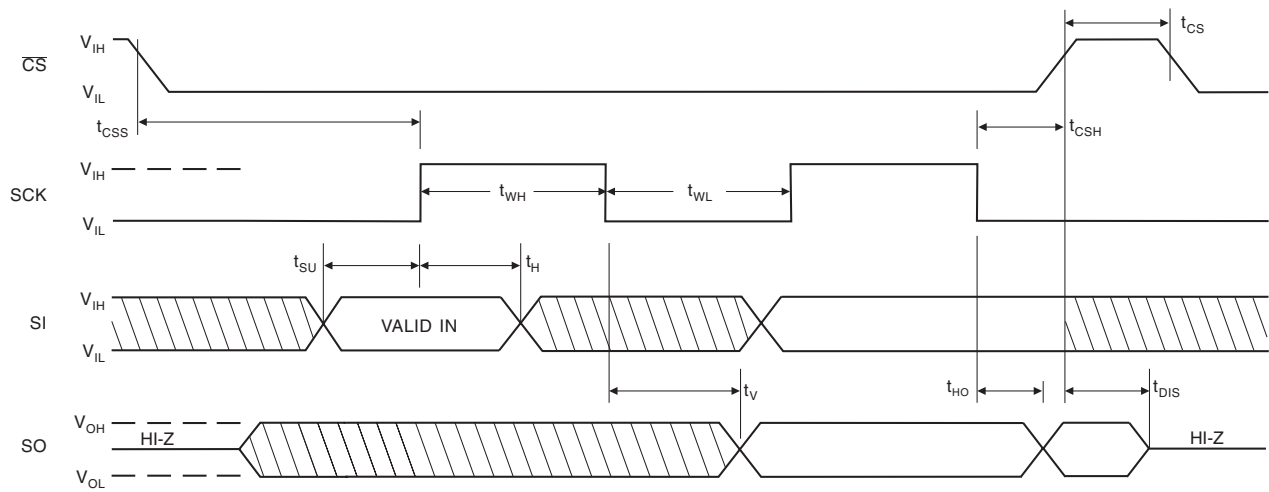 t_CS
V_IH
C̅S̅
V_IL
t_CSS
t_CSH
V_IH
SCK
t_WH
t_WL
V_IL
t_SU
t_H
V_IH
SI
VALID IN
V_IL
t_V
t_HO
t_DIS
V_OH
HI-Z
HI-Z
SO
V_OL